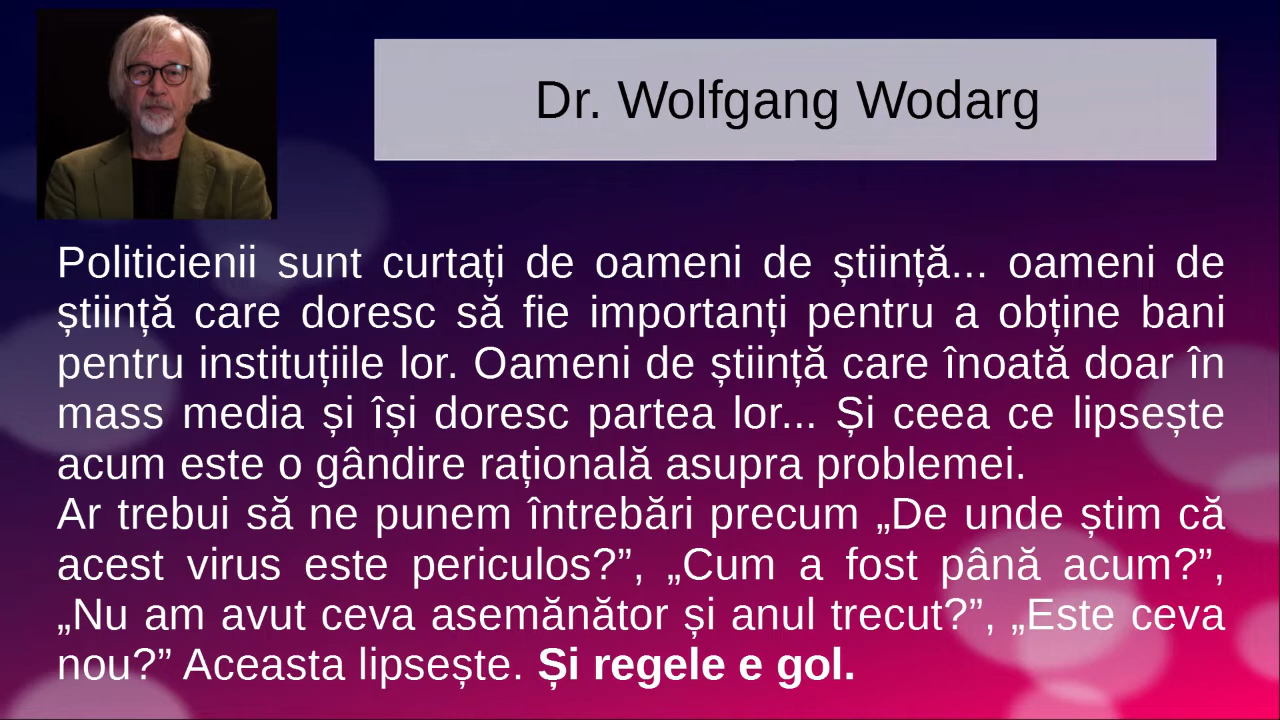 Dr. Wolfgang Wodarg
Politicienii sunt curtați de oameni de știință... oameni de
știință care doresc să fie importanți pentru a obține bani
pentru instituțiile lor. Oameni de știință care înoată doar în
mass media și își doresc partea lor... Și ceea ce lipsește
acum este o gândire rațională asupra problemei.
Ar trebui să ne punem întrebări precum „De unde știm că
acest virus este periculos?”, „Cum a fost până acum?”,
„Nu am avut ceva asemănător și anul trecut?”, „Este ceva
nou?” Aceasta lipsește. Și regele e gol.